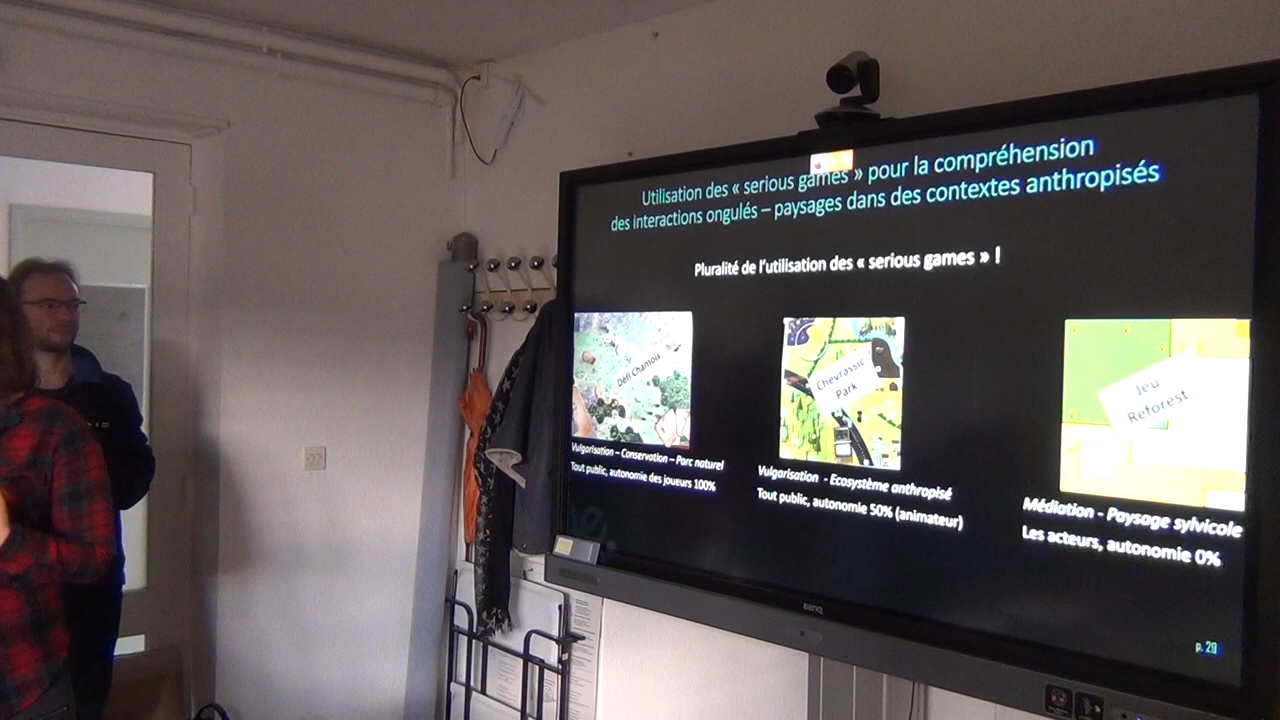 Utilisation des « serious games » pour la compréhension
des interactions ongulés – paysages dans des contextes anthropisés
Pluralité de l'utilisation des « serious games » !
Défi Chamois
Vulgarisation – Conservation – Parc naturel
Tout public, autonomie des joueurs 100%
Chevrassic
Park
Vulgarisation - Ecosystème anthropisé
Tout public, autonomie 50% (animateur)
Jeu
Reforest
Médiation - Paysage sylvicole
Les acteurs, autonomie 0%
p. 20
BenQ